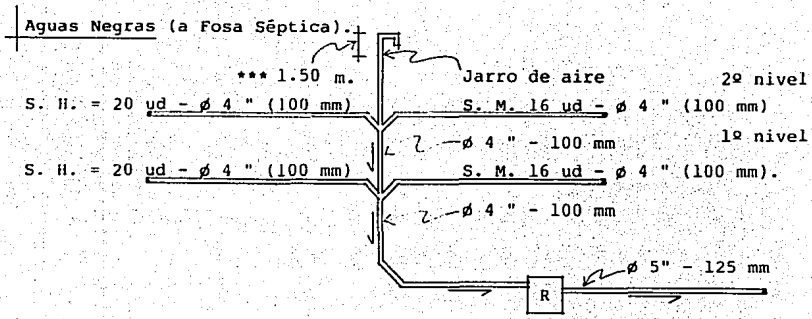 Aguas Negras (a Fosa Séptica).
*** 1.50 m. Jarro de aire 2º nivel
S. H. = 20 ud - ø 4 " (100 mm) S. M. 16 ud - ø 4 " (100 mm)
ø 4 " - 100 mm 1º nivel
S. H. = 20 ud - ø 4 " (100 mm) S. M. 16 ud - ø 4 " (100 mm).
ø 4 " - 100 mm
ø 5" - 125 mm
R